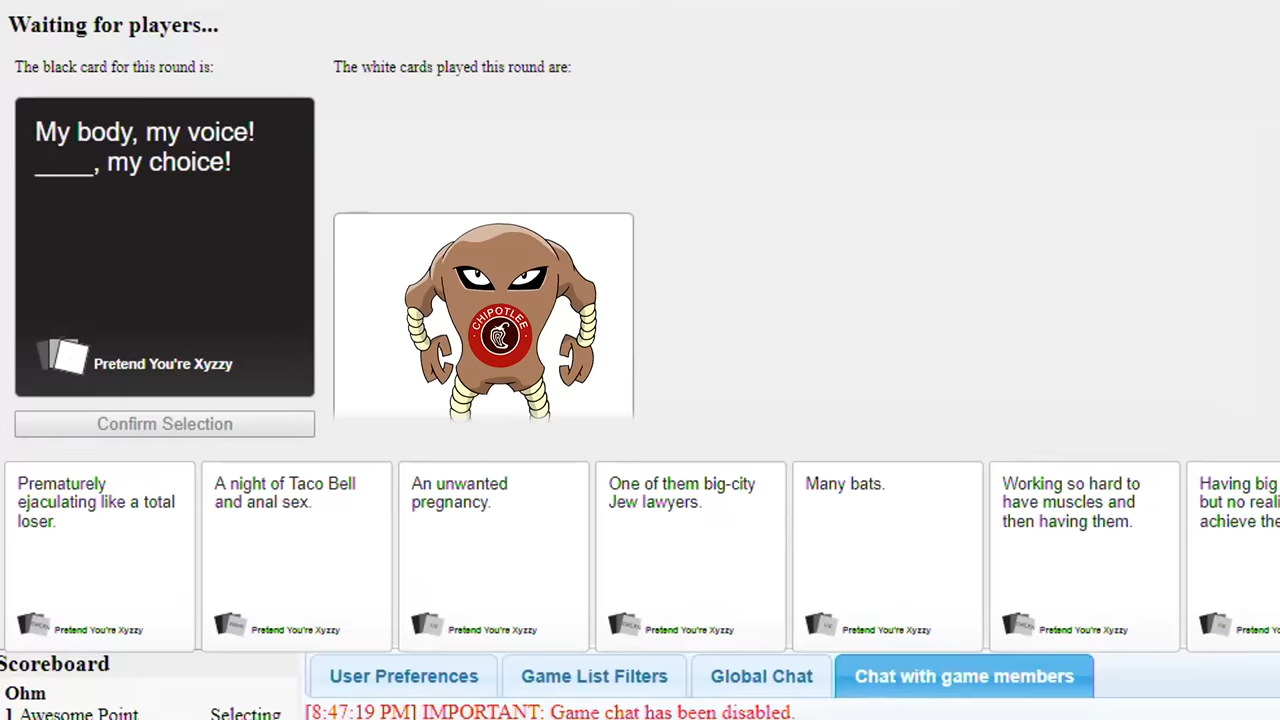 Waiting for players...
The black card for this round is:
The white cards played this round are:
My body, my voice!
____, my choice!
Pretend You're Xyzzy
CHIPOTLEE
Confirm Selection
Prematurely
ejaculating like a total
loser.
Pretend You're Xyzzy
A night of Taco Bell
and anal sex.
Pretend You're Xyzzy
An unwanted
pregnancy.
Pretend You're Xyzzy
One of them big-city
Jew lawyers.
Pretend You're Xyzzy
Many bats.
Pretend You're Xyzzy
Working so hard to
have muscles and
then having them.
Pretend You're Xyzzy
Having big
but no
achieve
Pretend
Scoreboard
Ohm
1 Awesome Point
Selecting
User Preferences
Game List Filters
Global Chat
Chat with game members
[8:47:19 PM] IMPORTANT: Game chat has been disabled.